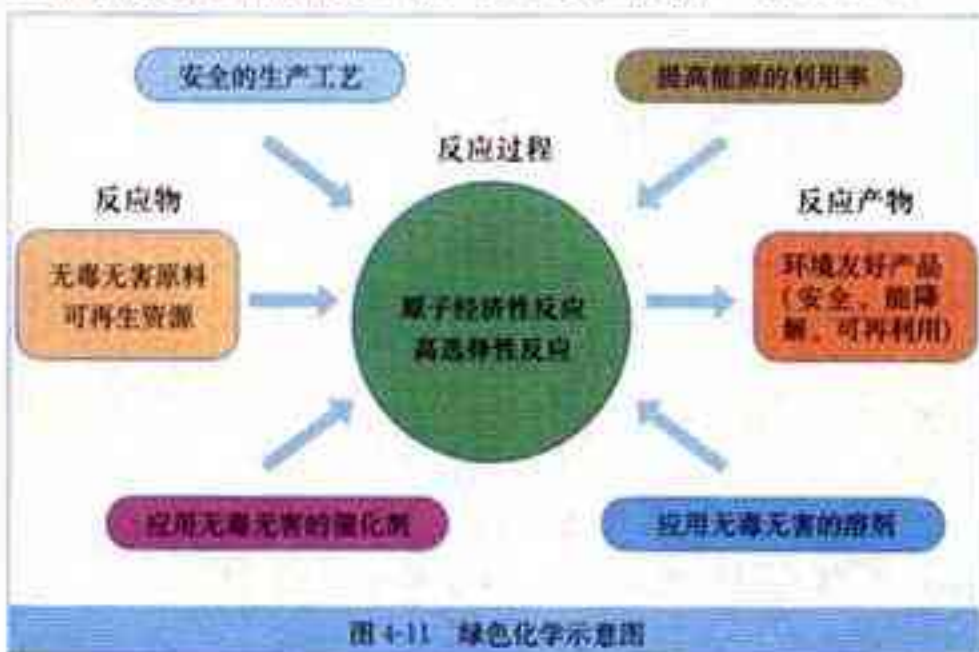 安全的生产工艺
提高能源的利用率
反应过程
反应物
反应产物
无毒无害原料
可再生资源
原子经济性反应
高选择性反应
环境友好产品
(安全、能降
解、可再利用)
应用无毒无害的催化剂
应用无毒无害的溶剂
图 4-11 绿色化学示意图